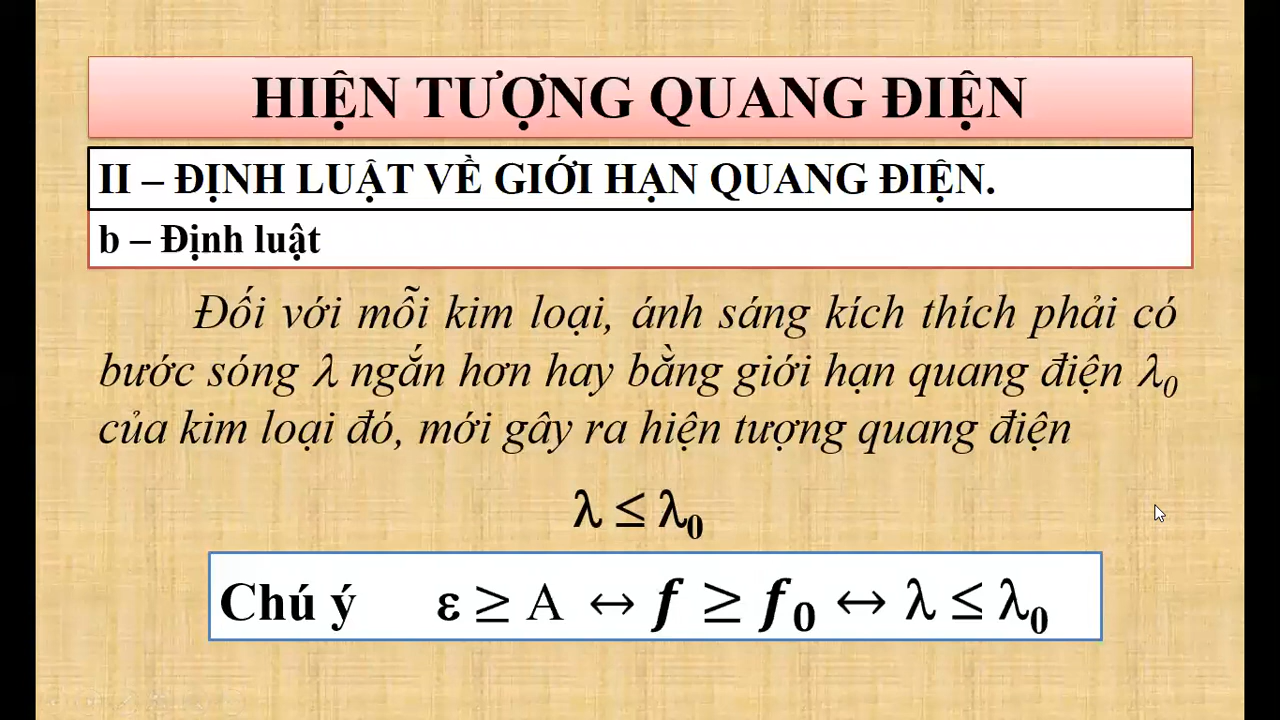 HIỆN TƯỢNG QUANG ĐIỆN
II – ĐỊNH LUẬT VỀ GIỚI HẠN QUANG ĐIỆN.
b – Định luật
Đối với mỗi kim loại, ánh sáng kích thích phải có
bước sóng λ ngắn hơn hay bằng giới hạn quang điện λ₀
của kim loại đó, mới gây ra hiện tượng quang điện
λ ≤ λ₀
Chú ý ε ≥ A ↔ f ≥ f₀ ↔ λ ≤ λ₀